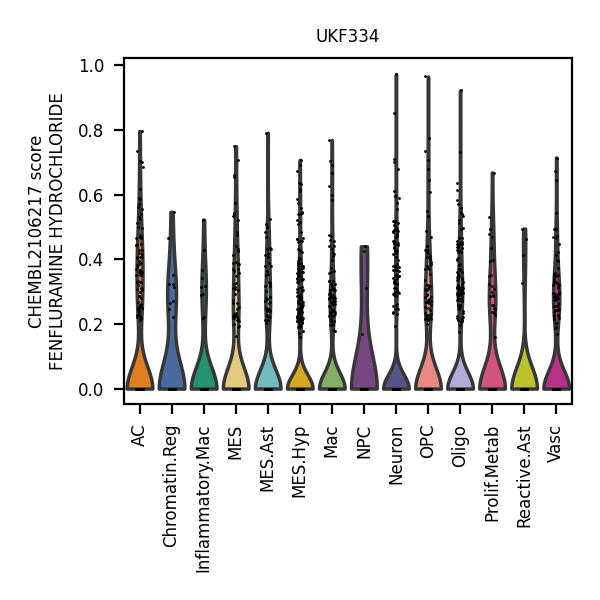 UKF334
CHEMBL2106217 score
FENFLURAMINE HYDROCHLORIDE
1.0
0.8
0.6
0.4
0.2
0.0
AC
Chromatin.Reg
Inflammatory.Mac
MES
MES.Ast
MES.Hyp
Mac
NPC
Neuron
OPC
Oligo
Prolif.Metab
Reactive.Ast
Vasc